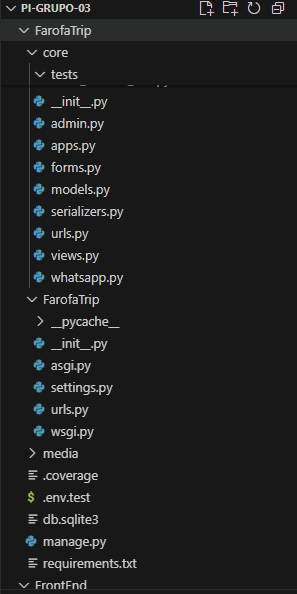 PI-GRUPO-03
FarofaTrip
core
tests
__init__.py
admin.py
apps.py
forms.py
models.py
serializers.py
urls.py
views.py
whatsapp.py
FarofaTrip
__pycache__
__init__.py
asgi.py
settings.py
urls.py
wsgi.py
media
.coverage
.env.test
db.sqlite3
manage.py
requirements.txt
FrontEnd